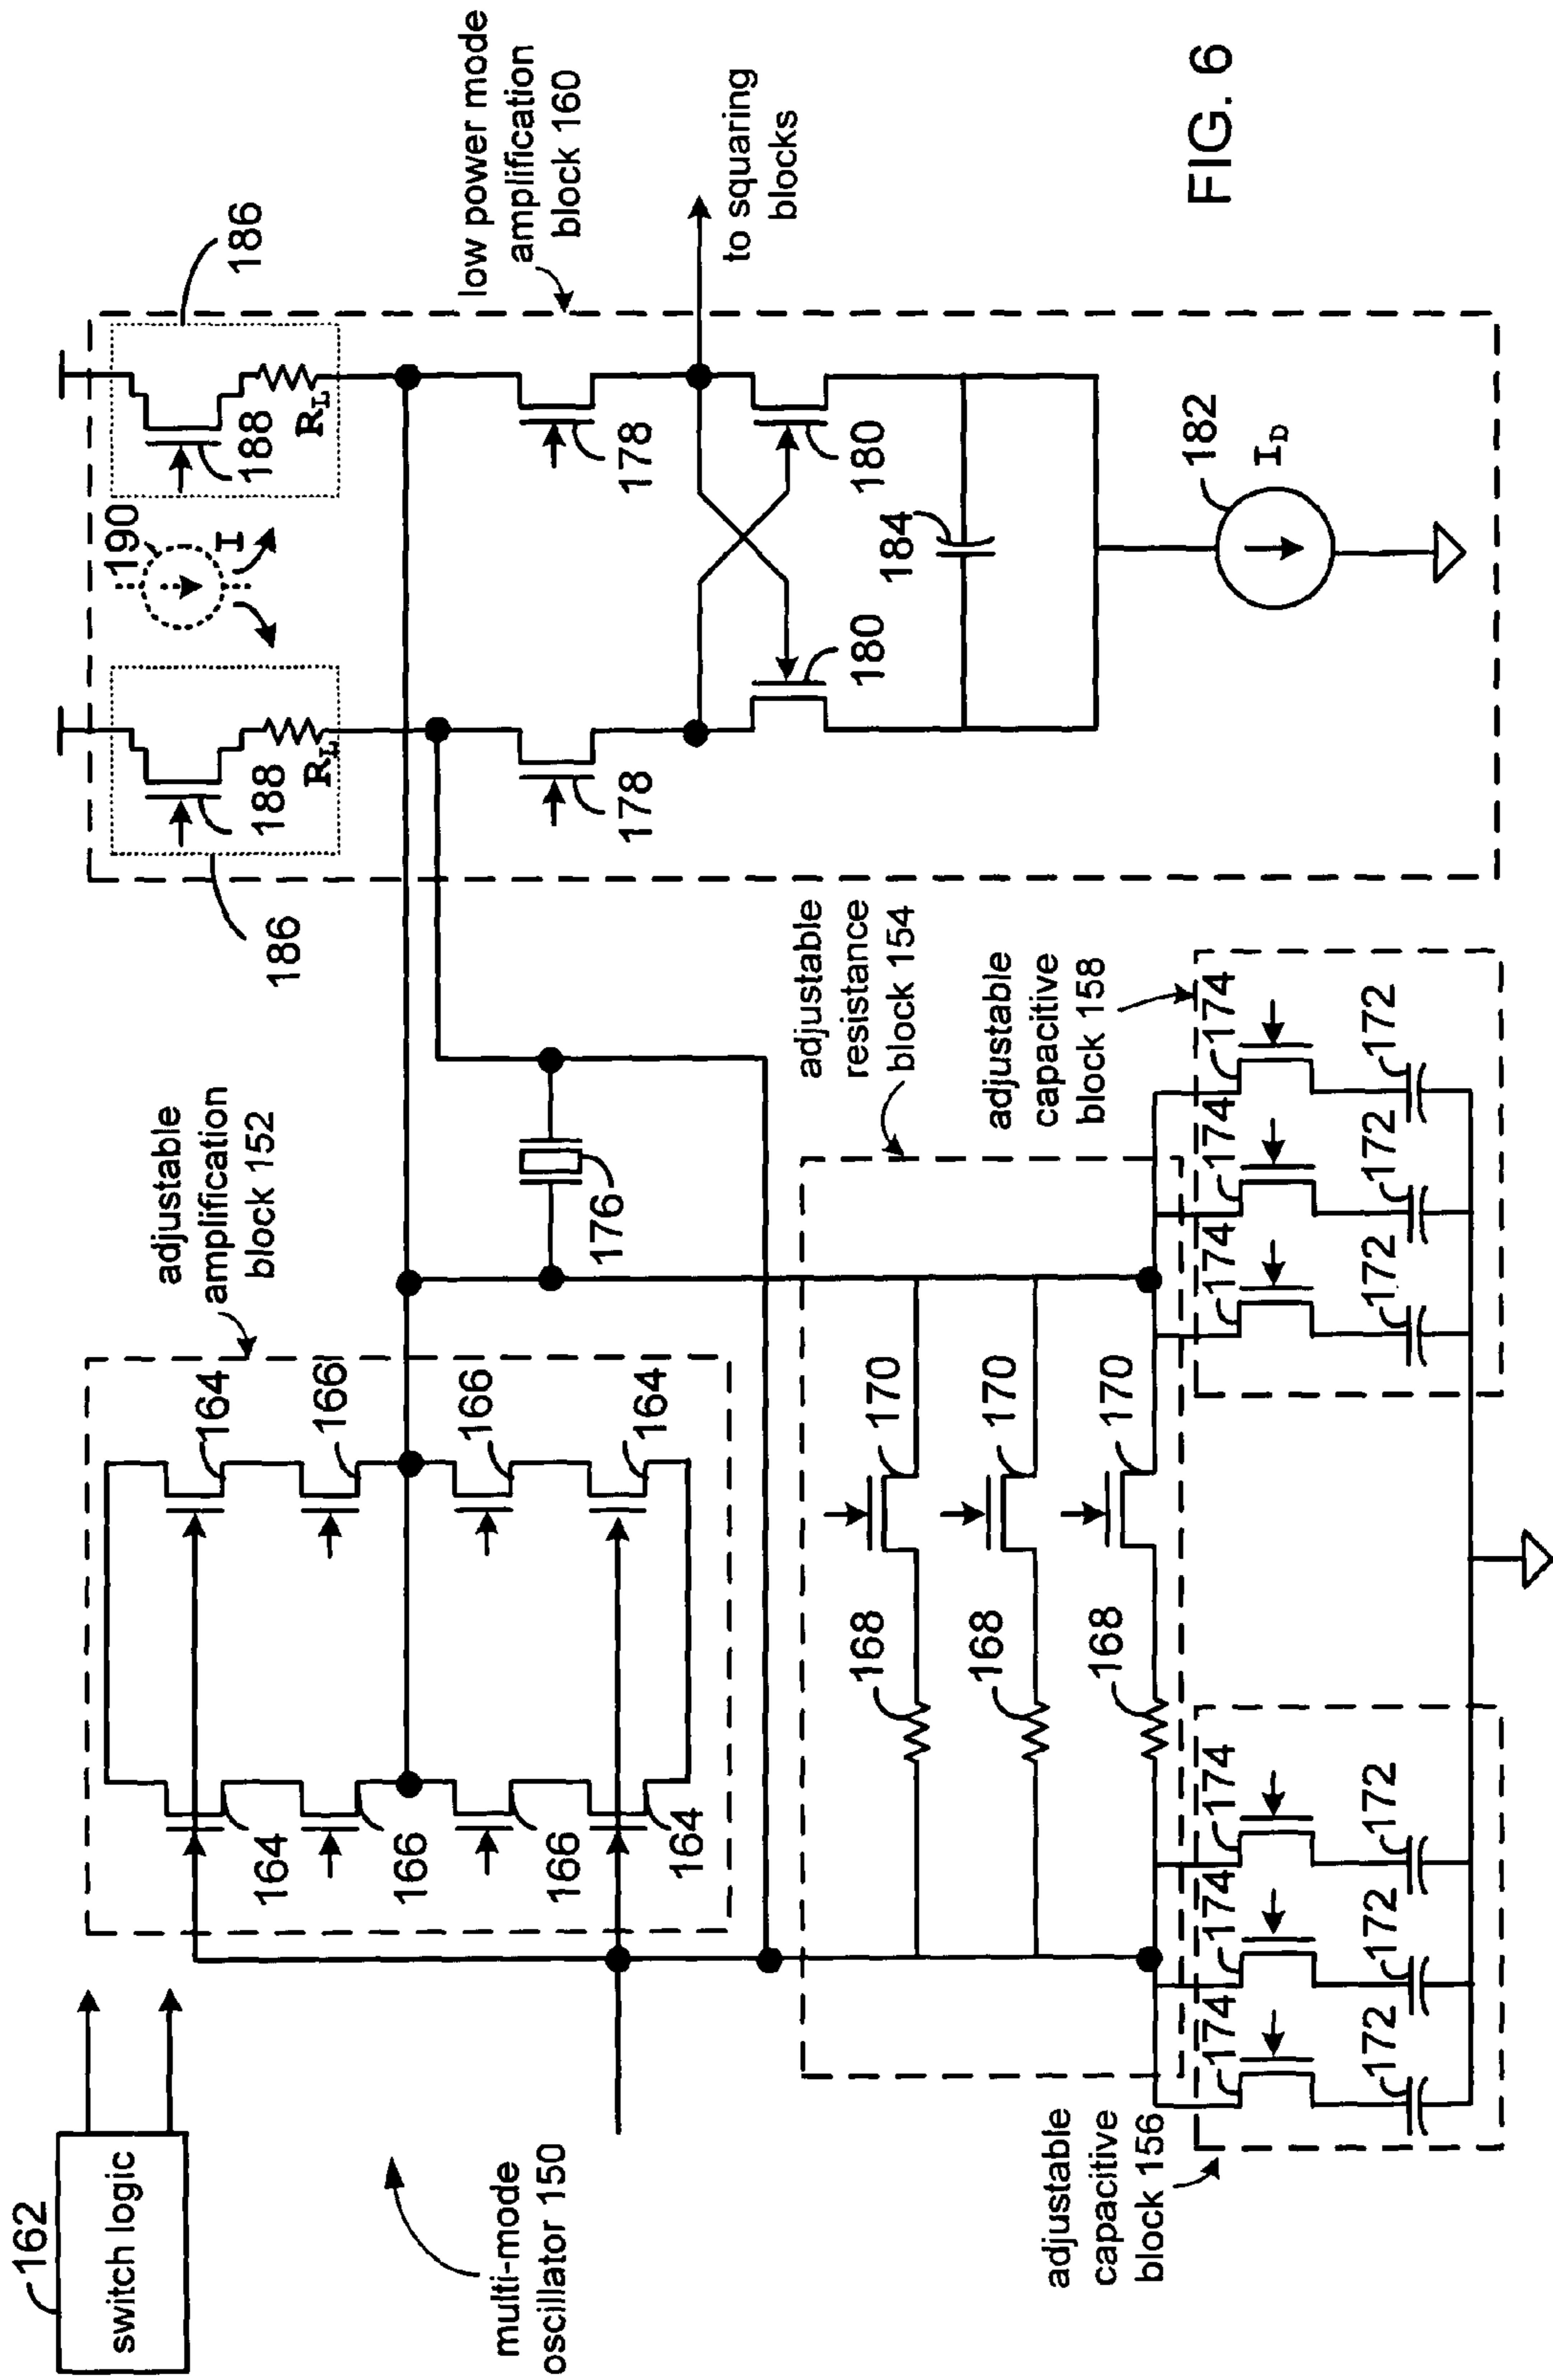 162
switch logic
multi-mode
oscillator 150
adjustable
amplification
block 152
164
166
166
164
164
166
166
164
176
186
186
190
I
188
R_L
188
R_L
low power mode
amplification
block 160
178
178
to squaring
blocks
180
180
184
182
I_D
adjustable
resistance
block 154
168
170
168
170
168
170
adjustable
capacitive
block 156
174
174
174
172
172
172
adjustable
capacitive
block 158
174
174
174
172
172
172
FIG. 6